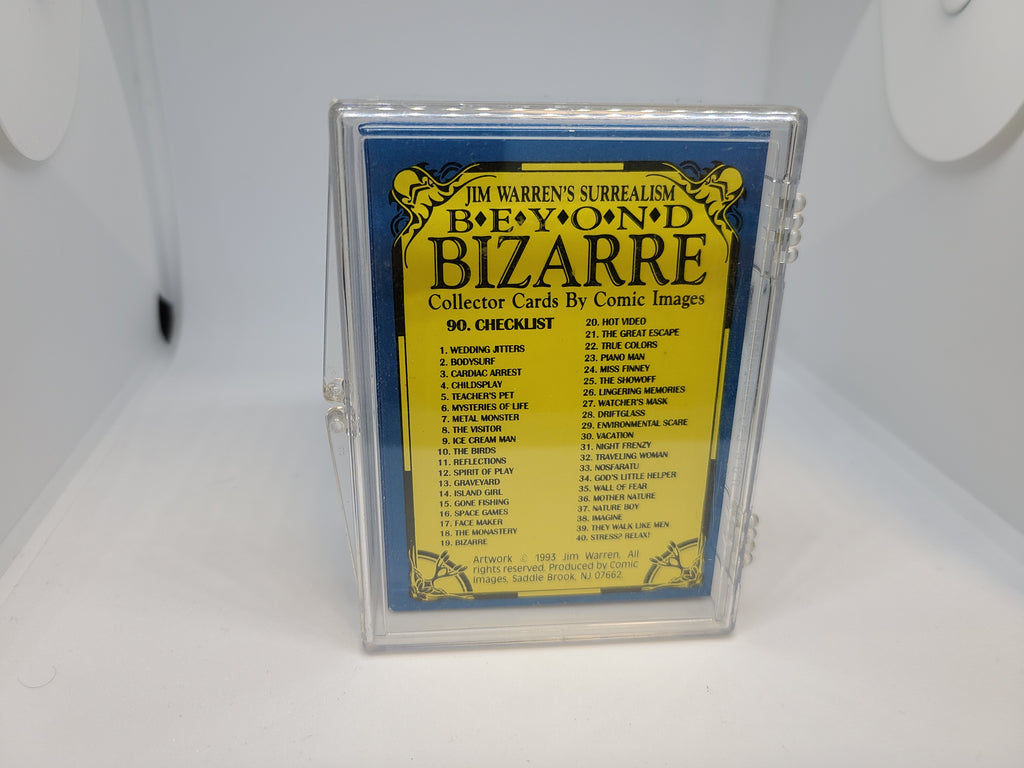 JIM WARREN'S SURREALISM
B•E•Y•O•N•D
BIZARRE
Collector Cards By Comic Images
90. CHECKLIST
1. WEDDING JITTERS
2. BODYSURF
3. CARDIAC ARREST
4. CHILDSPLAY
5. TEACHER'S PET
6. MYSTERIES OF LIFE
7. METAL MONSTER
8. THE VISITOR
9. ICE CREAM MAN
10. THE BIRDS
11. REFLECTIONS
12. SPIRIT OF PLAY
13. GRAVEYARD
14. ISLAND GIRL
15. GONE FISHING
16. SPACE GAMES
17. FACE MAKER
18. THE MONASTERY
19. BIZARRE
20. HOT VIDEO
21. THE GREAT ESCAPE
22. TRUE COLORS
23. PIANO MAN
24. MISS FINNEY
25. THE SHOWOFF
26. LINGERING MEMORIES
27. WATCHER'S MASK
28. DRIFTGLASS
29. ENVIRONMENTAL SCARE
30. VACATION
31. NIGHT FRENZY
32. TRAVELING WOMAN
33. NOSFARATU
34. GOD'S LITTLE HELPER
35. WALL OF FEAR
36. MOTHER NATURE
37. NATURE BOY
38. IMAGINE
39. THEY WALK LIKE MEN
40. STRESS? RELAX!
Artwork © 1993 Jim Warren. All
rights reserved. Produced by Comic
Images, Saddle Brook, NJ 07662.